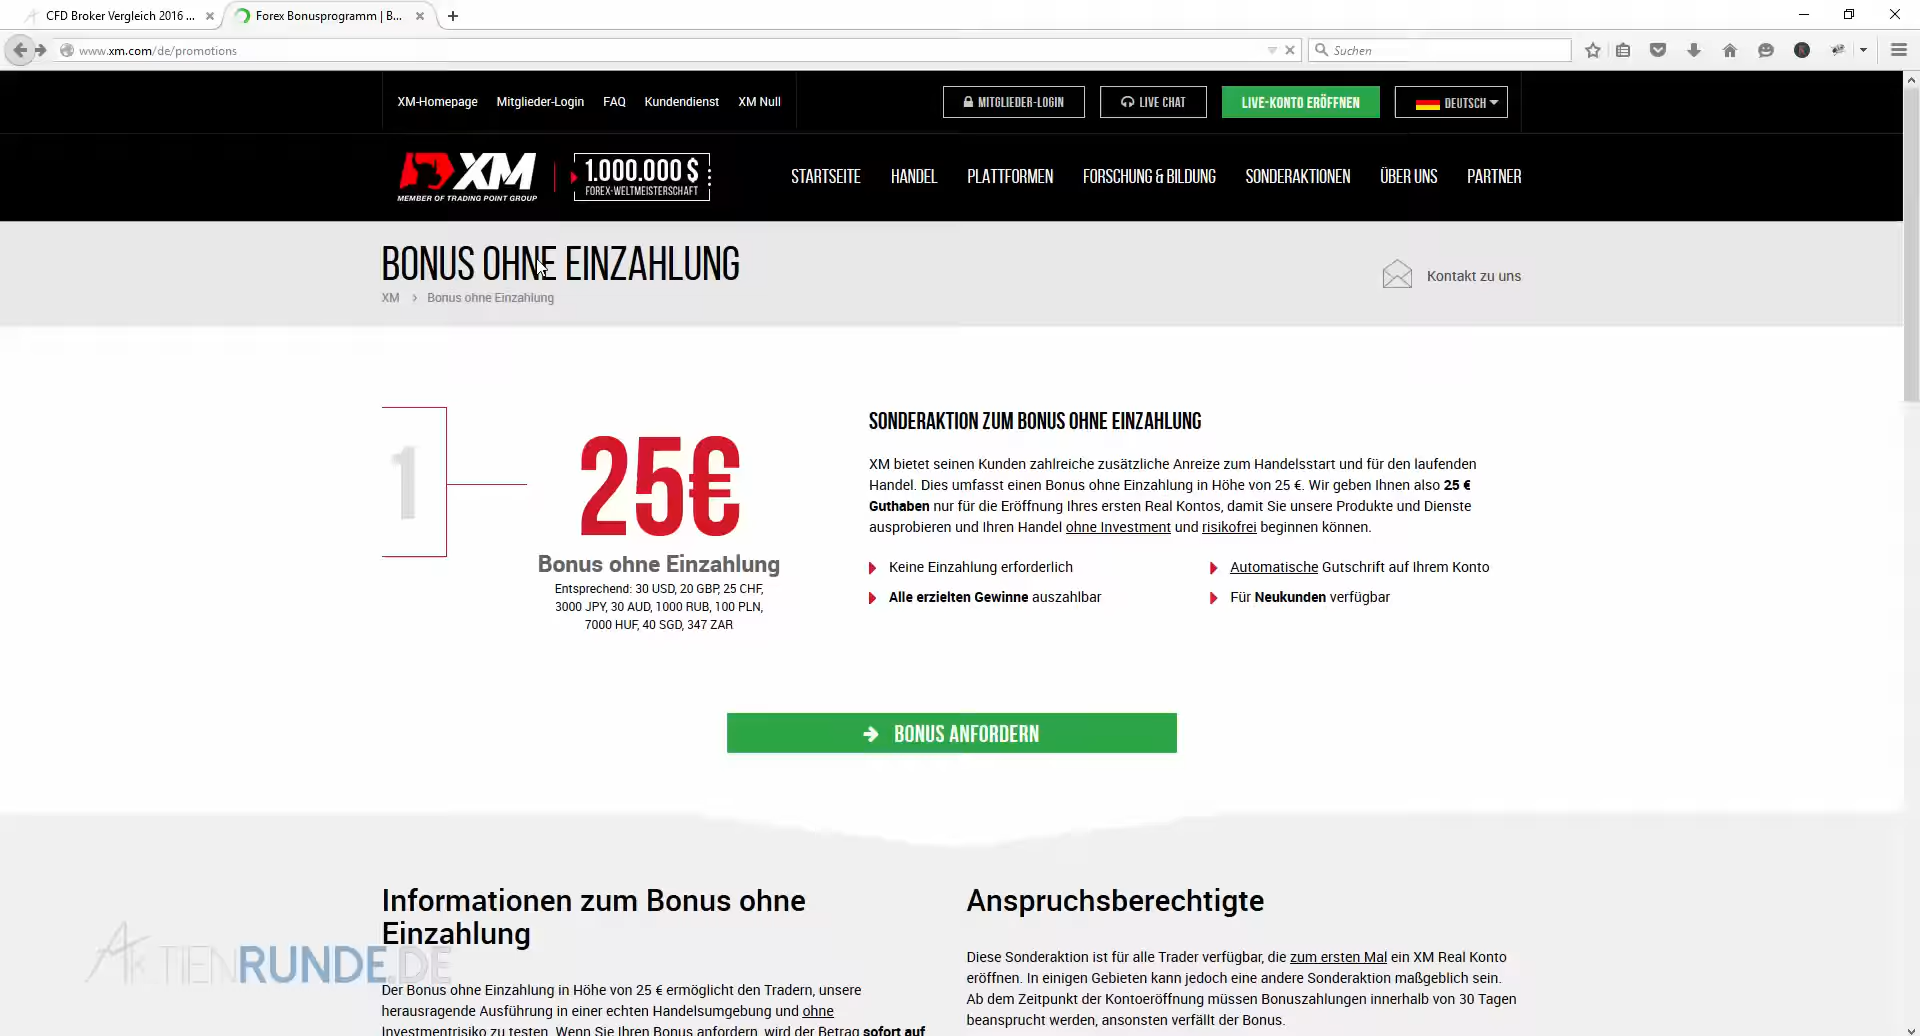 CFD Broker Vergleich 2016 ...
Forex Bonusprogramm | B...
www.xm.com/de/promotions
Suchen
XM-Homepage Mitglieder-Login FAQ Kundendienst XM Null
MITGLIEDER-LOGIN
LIVE CHAT
LIVE-KONTO ERÖFFNEN
DEUTSCH
XM
MEMBER OF TRADING POINT GROUP
1.000.000 $
FOREX-WELTMEISTERSCHAFT
STARTSEITE HANDEL PLATTFORMEN FORSCHUNG & BILDUNG SONDERAKTIONEN ÜBER UNS PARTNER
BONUS OHNE EINZAHLUNG
XM > Bonus ohne Einzahlung
Kontakt zu uns
1
25€
Bonus ohne Einzahlung
Entsprechend: 30 USD, 20 GBP, 25 CHF,
3000 JPY, 30 AUD, 1000 RUB, 100 PLN,
7000 HUF, 40 SGD, 347 ZAR
SONDERAKTION ZUM BONUS OHNE EINZAHLUNG
XM bietet seinen Kunden zahlreiche zusätzliche Anreize zum Handelsstart und für den laufenden
Handel. Dies umfasst einen Bonus ohne Einzahlung in Höhe von 25 €. Wir geben Ihnen also 25 €
Guthaben nur für die Eröffnung Ihres ersten Real Kontos, damit Sie unsere Produkte und Dienste
ausprobieren und Ihren Handel ohne Investment und risikofrei beginnen können.
Keine Einzahlung erforderlich
Automatische Gutschrift auf Ihrem Konto
Alle erzielten Gewinne auszahlbar
Für Neukunden verfügbar
BONUS ANFORDERN
Informationen zum Bonus ohne
Einzahlung
Der Bonus ohne Einzahlung in Höhe von 25 € ermöglicht den Tradern, unsere
herausragende Ausführung in einer echten Handelsumgebung und ohne
Investmentrisiko zu testen. Wenn Sie Ihren Bonus anfordern, wird der Betrag sofort auf
Anspruchsberechtigte
Diese Sonderaktion ist für alle Trader verfügbar, die zum ersten Mal ein XM Real Konto
eröffnen. In einigen Gebieten kann jedoch eine andere Sonderaktion maßgeblich sein.
Ab dem Zeitpunkt der Kontoeröffnung müssen Bonuszahlungen innerhalb von 30 Tagen
beansprucht werden, ansonsten verfällt der Bonus.
AKTIENRUNDE.DE